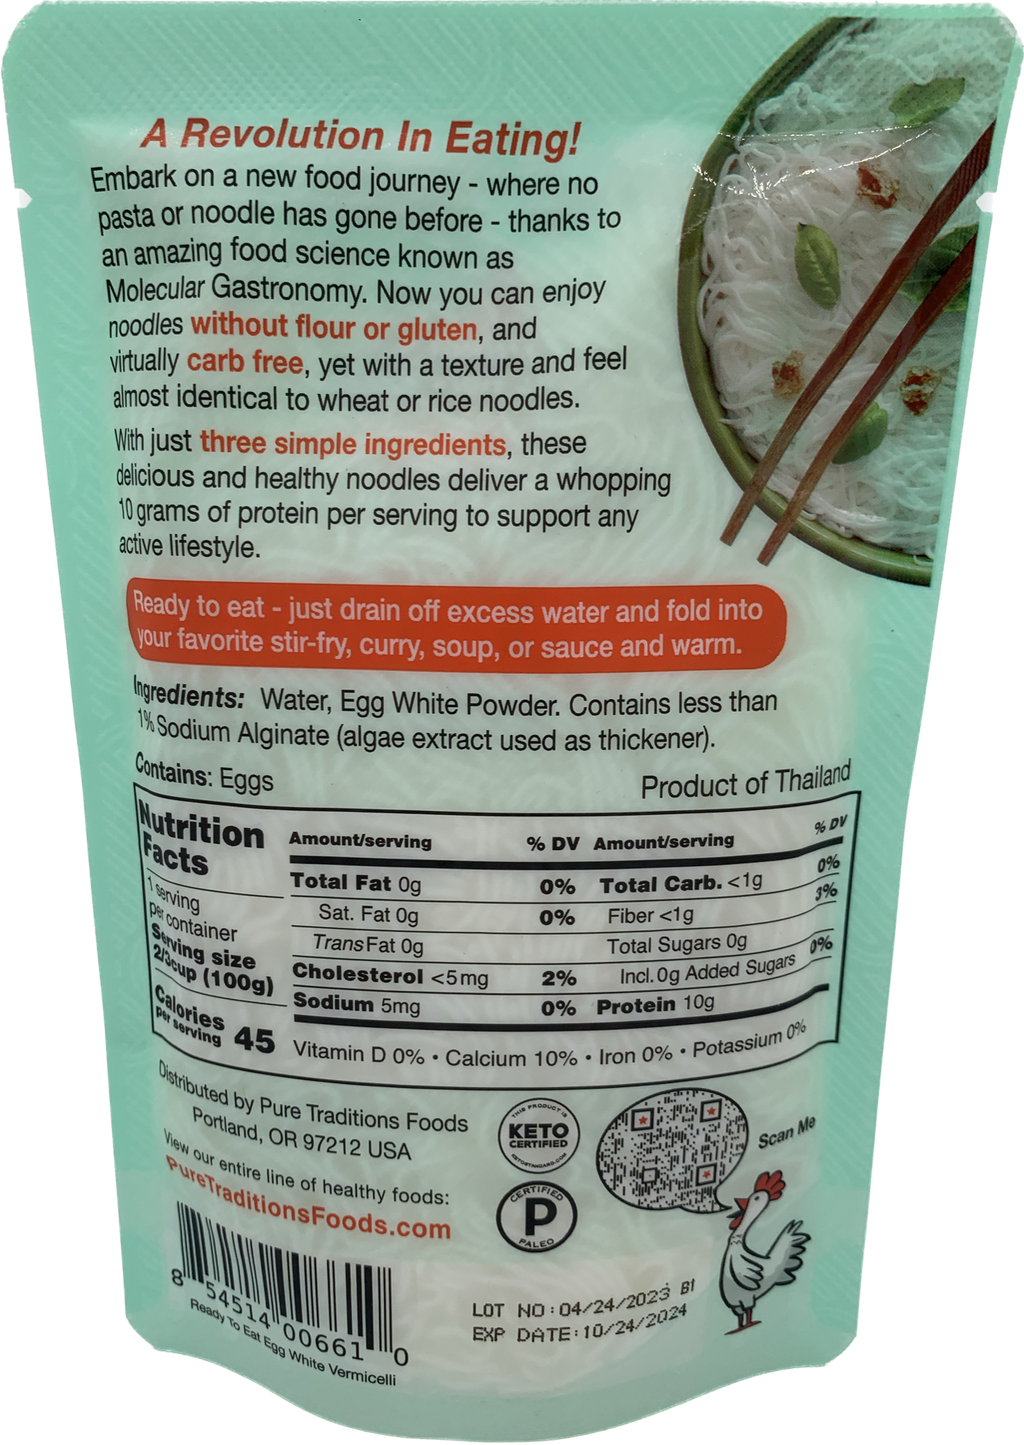 A Revolution In Eating!
Embark on a new food journey - where no
pasta or noodle has gone before - thanks to
an amazing food science known as
Molecular Gastronomy. Now you can enjoy
noodles without flour or gluten, and
virtually carb free, yet with a texture and feel
almost identical to wheat or rice noodles.
With just three simple ingredients, these
delicious and healthy noodles deliver a whopping
10 grams of protein per serving to support any
active lifestyle.
Ready to eat - just drain off excess water and fold into
your favorite stir-fry, curry, soup, or sauce and warm.
Ingredients: Water, Egg White Powder. Contains less than
1% Sodium Alginate (algae extract used as thickener).
Contains: Eggs
Product of Thailand
Nutrition
Facts
1 serving
per container
Serving size
2/3cup (100g)
Calories
per serving 45
Amount/serving % DV Amount/serving % DV
Total Fat 0g 0% Total Carb. <1g 0%
Sat. Fat 0g 0% Fiber <1g 3%
Trans Fat 0g Total Sugars 0g
Cholesterol <5mg 2% Incl. 0g Added Sugars 0%
Sodium 5mg 0% Protein 10g
Vitamin D 0% • Calcium 10% • Iron 0% • Potassium 0%
Distributed by Pure Traditions Foods
Portland, OR 97212 USA
View our entire line of healthy foods:
PureTraditionsFoods.com
THIS PRODUCT IS
KETO
CERTIFIED
KETOSTANDARD.COM
CERTIFIED
P
PALEO
Scan Me
8 54514 00661 0
Ready To Eat Egg White Vermicelli
LOT NO:04/24/2023 B1
EXP DATE:10/24/2024